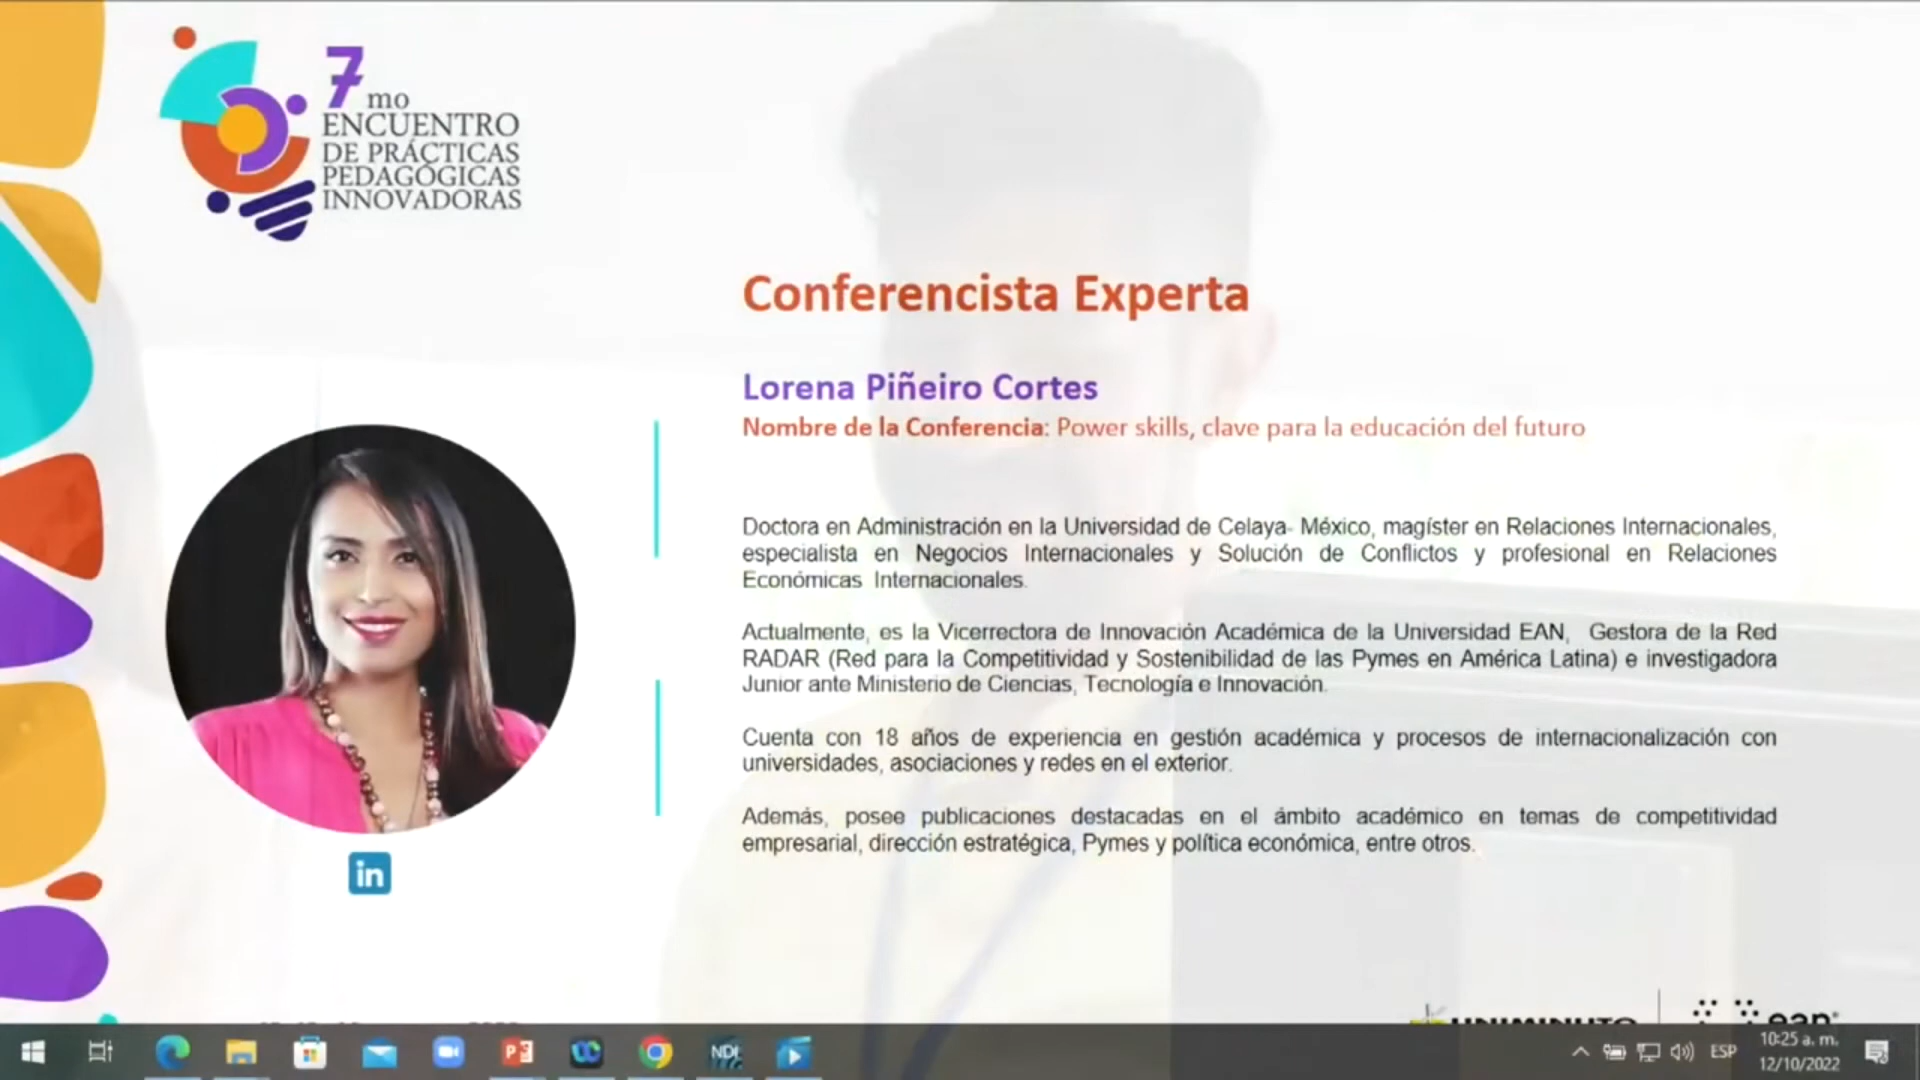 7mo
ENCUENTRO
DE PRÁCTICAS
PEDAGÓGICAS
INNOVADORAS
Conferencista Experta
Lorena Piñeiro Cortes
Nombre de la Conferencia: Power skills, clave para la educación del futuro
Doctora en Administración en la Universidad de Celaya- México, magíster en Relaciones Internacionales,
especialista en Negocios Internacionales y Solución de Conflictos y profesional en Relaciones
Económicas Internacionales.
Actualmente, es la Vicerrectora de Innovación Académica de la Universidad EAN, Gestora de la Red
RADAR (Red para la Competitividad y Sostenibilidad de las Pymes en América Latina) e investigadora
Junior ante Ministerio de Ciencias, Tecnología e Innovación.
Cuenta con 18 años de experiencia en gestión académica y procesos de internacionalización con
universidades, asociaciones y redes en el exterior.
Además, posee publicaciones destacadas en el ámbito académico en temas de competitividad
empresarial, dirección estratégica, Pymes y política económica, entre otros.
in
UNIMINUTO
ean
NDI
ESP
10:25 a. m.
12/10/2022